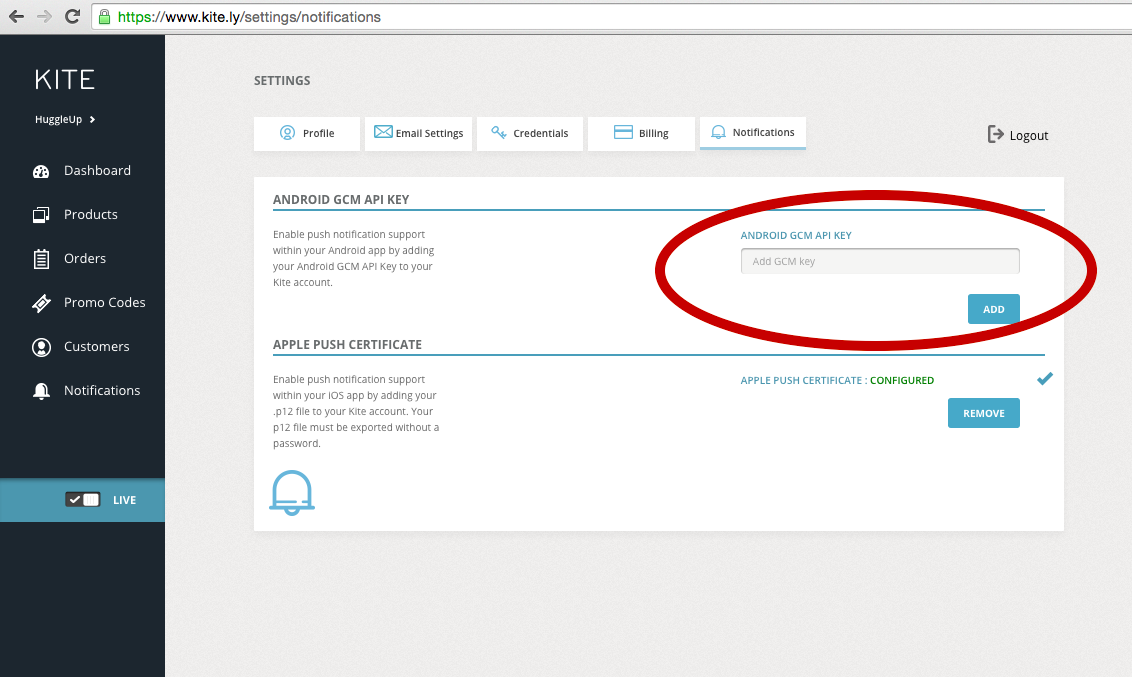 https://www.kite.ly/settings/notifications
KITE
HuggleUp
Dashboard
Products
Orders
Promo Codes
Customers
Notifications
LIVE
SETTINGS
Profile
Email Settings
Credentials
Billing
Notifications
Logout
ANDROID GCM API KEY
Enable push notification support
within your Android app by adding
your Android GCM API Key to your
Kite account.
ANDROID GCM API KEY
Add GCM key
ADD
APPLE PUSH CERTIFICATE
Enable push notification support
within your iOS app by adding your
.p12 file to your Kite account. Your
p12 file must be exported without a
password.
APPLE PUSH CERTIFICATE : CONFIGURED
REMOVE